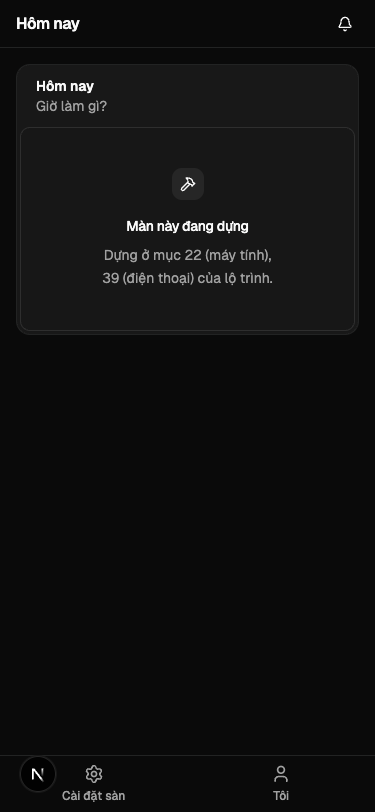 Hôm nay
Hôm nay
Giờ làm gì?
Màn này đang dựng
Dựng ở mục 22 (máy tính),
39 (điện thoại) của lộ trình.
N
Cài đặt sàn
Tôi